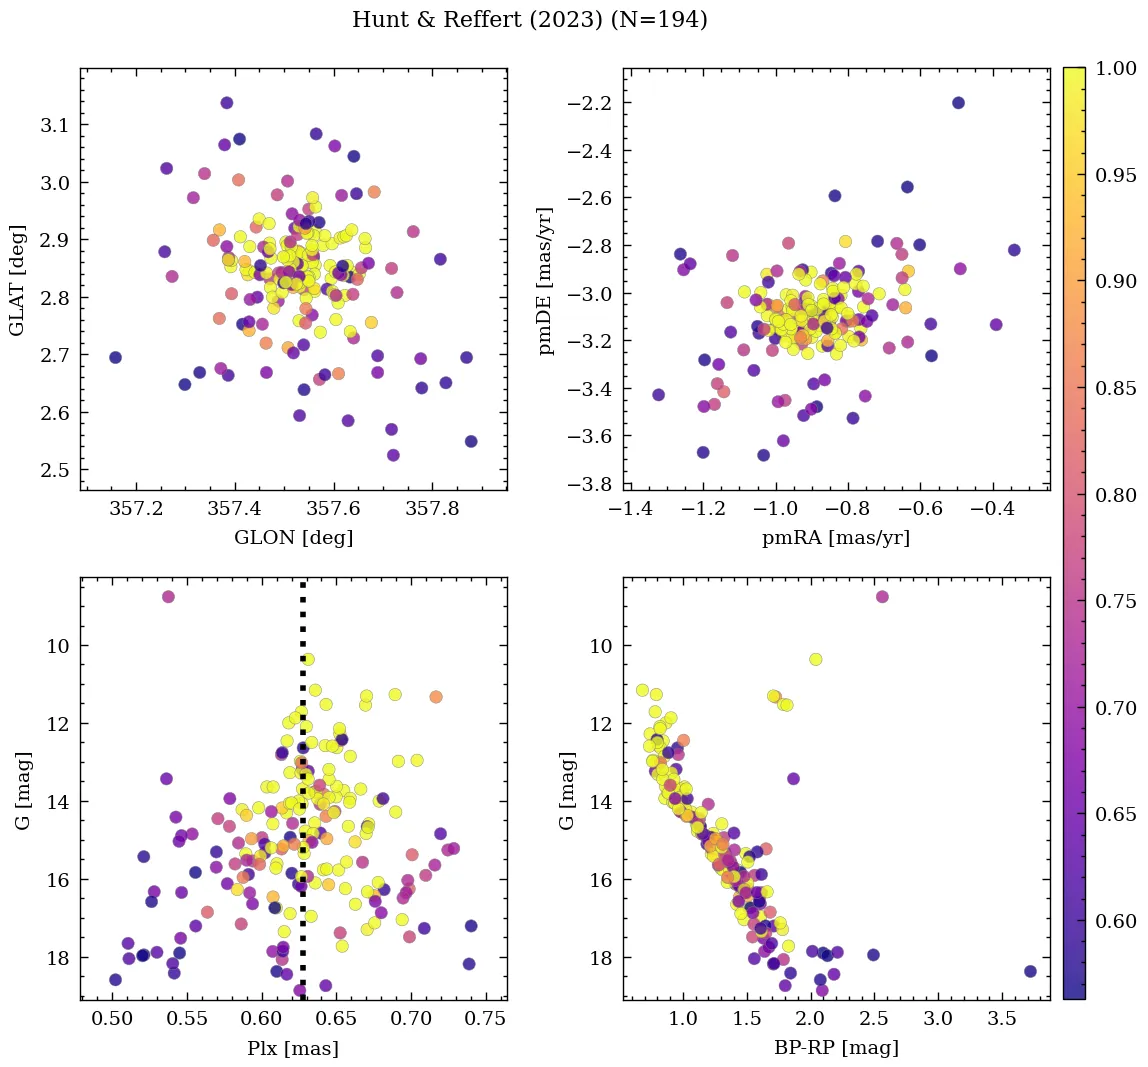 Hunt & Reffert (2023) (N=194)
3.1
3.0
2.9
2.8
2.7
2.6
2.5
GLAT [deg]
357.2 357.4 357.6 357.8
GLON [deg]
−2.2
−2.4
−2.6
−2.8
−3.0
−3.2
−3.4
−3.6
−3.8
pmDE [mas/yr]
−1.4 −1.2 −1.0 −0.8 −0.6 −0.4
pmRA [mas/yr]
1.00
0.95
0.90
0.85
0.80
0.75
0.70
0.65
0.60
10
12
14
16
18
G [mag]
0.50 0.55 0.60 0.65 0.70 0.75
Plx [mas]
10
12
14
16
18
G [mag]
1.0 1.5 2.0 2.5 3.0 3.5
BP-RP [mag]